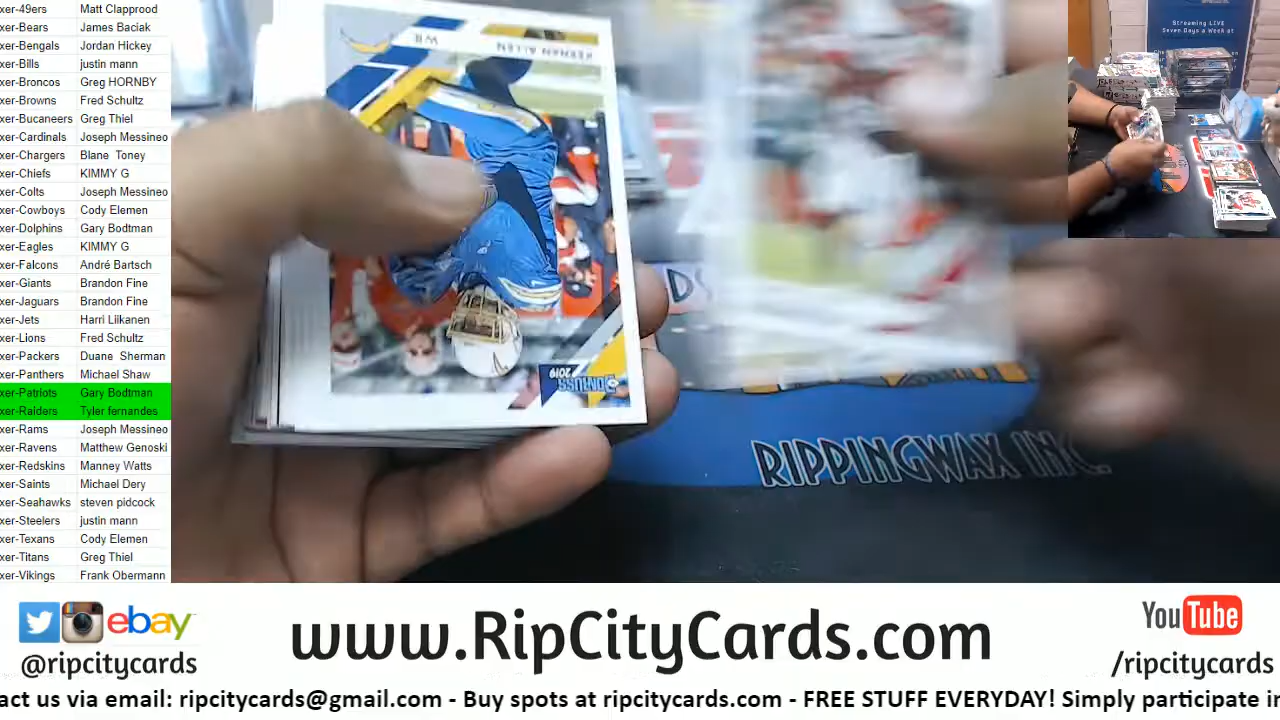 xer-49ers Matt Clapprood
xer-Bears James Baciak
xer-Bengals Jordan Hickey
xer-Bills justin mann
xer-Broncos Greg HORNBY
xer-Browns Fred Schultz
xer-Bucaneers Greg Thiel
xer-Cardinals Joseph Messineo
xer-Chargers Blane Toney
xer-Chiefs KIMMY G
xer-Colts Joseph Messineo
xer-Cowboys Cody Elemen
xer-Dolphins Gary Bodtman
xer-Eagles KIMMY G
xer-Falcons André Bartsch
xer-Giants Brandon Fine
xer-Jaguars Brandon Fine
xer-Jets Harri Liikanen
xer-Lions Fred Schultz
xer-Packers Duane Sherman
xer-Panthers Michael Shaw
xer-Patriots Gary Bodtman
xer-Raiders Tyler fernandes
xer-Rams Joseph Messineo
xer-Ravens Matthew Genoski
xer-Redskins Manney Watts
xer-Saints Michael Dery
xer-Seahawks steven pidcock
xer-Steelers justin mann
xer-Texans Cody Elemen
xer-Titans Greg Thiel
xer-Vikings Frank Obermann
WR
KEENAN ALLEN
2019
DONRUSS
RIPPINGWAX INC.
Streaming LIVE
Seven Days a Week at
ebay
@ripcitycards
www.RipCityCards.com
YouTube
/ripcitycards
act us via email: ripcitycards@gmail.com - Buy spots at ripcitycards.com - FREE STUFF EVERYDAY! Simply participate in